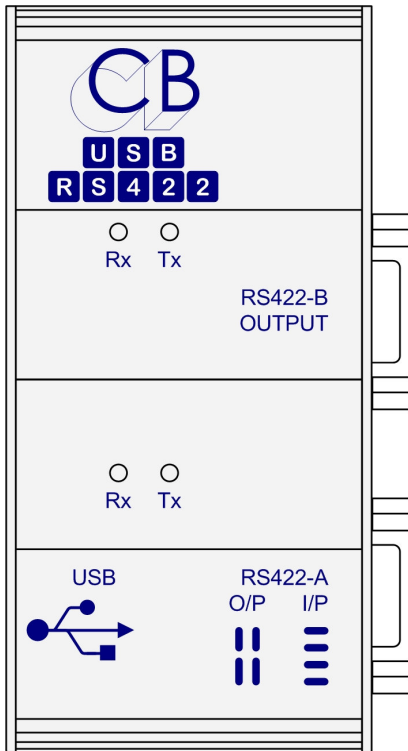 CB
USB
RS422
Rx Tx
RS422-B
OUTPUT
Rx Tx
USB RS422-A
O/P I/P